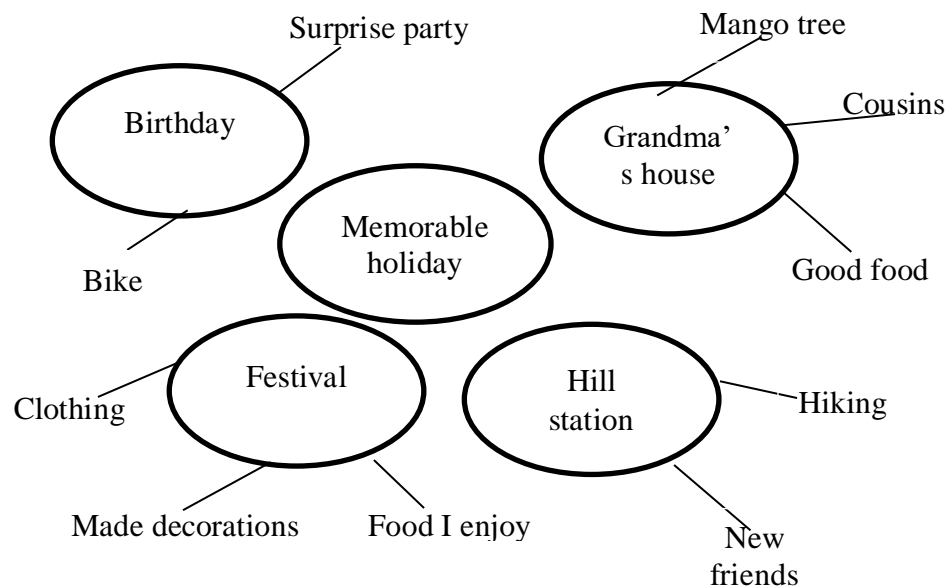 Surprise party
Mango tree
Birthday
Cousins
Grandma'
s house
Memorable
holiday
Bike
Good food
Festival
Hill
station
Clothing
Hiking
Made decorations
Food I enjoy
New
friends